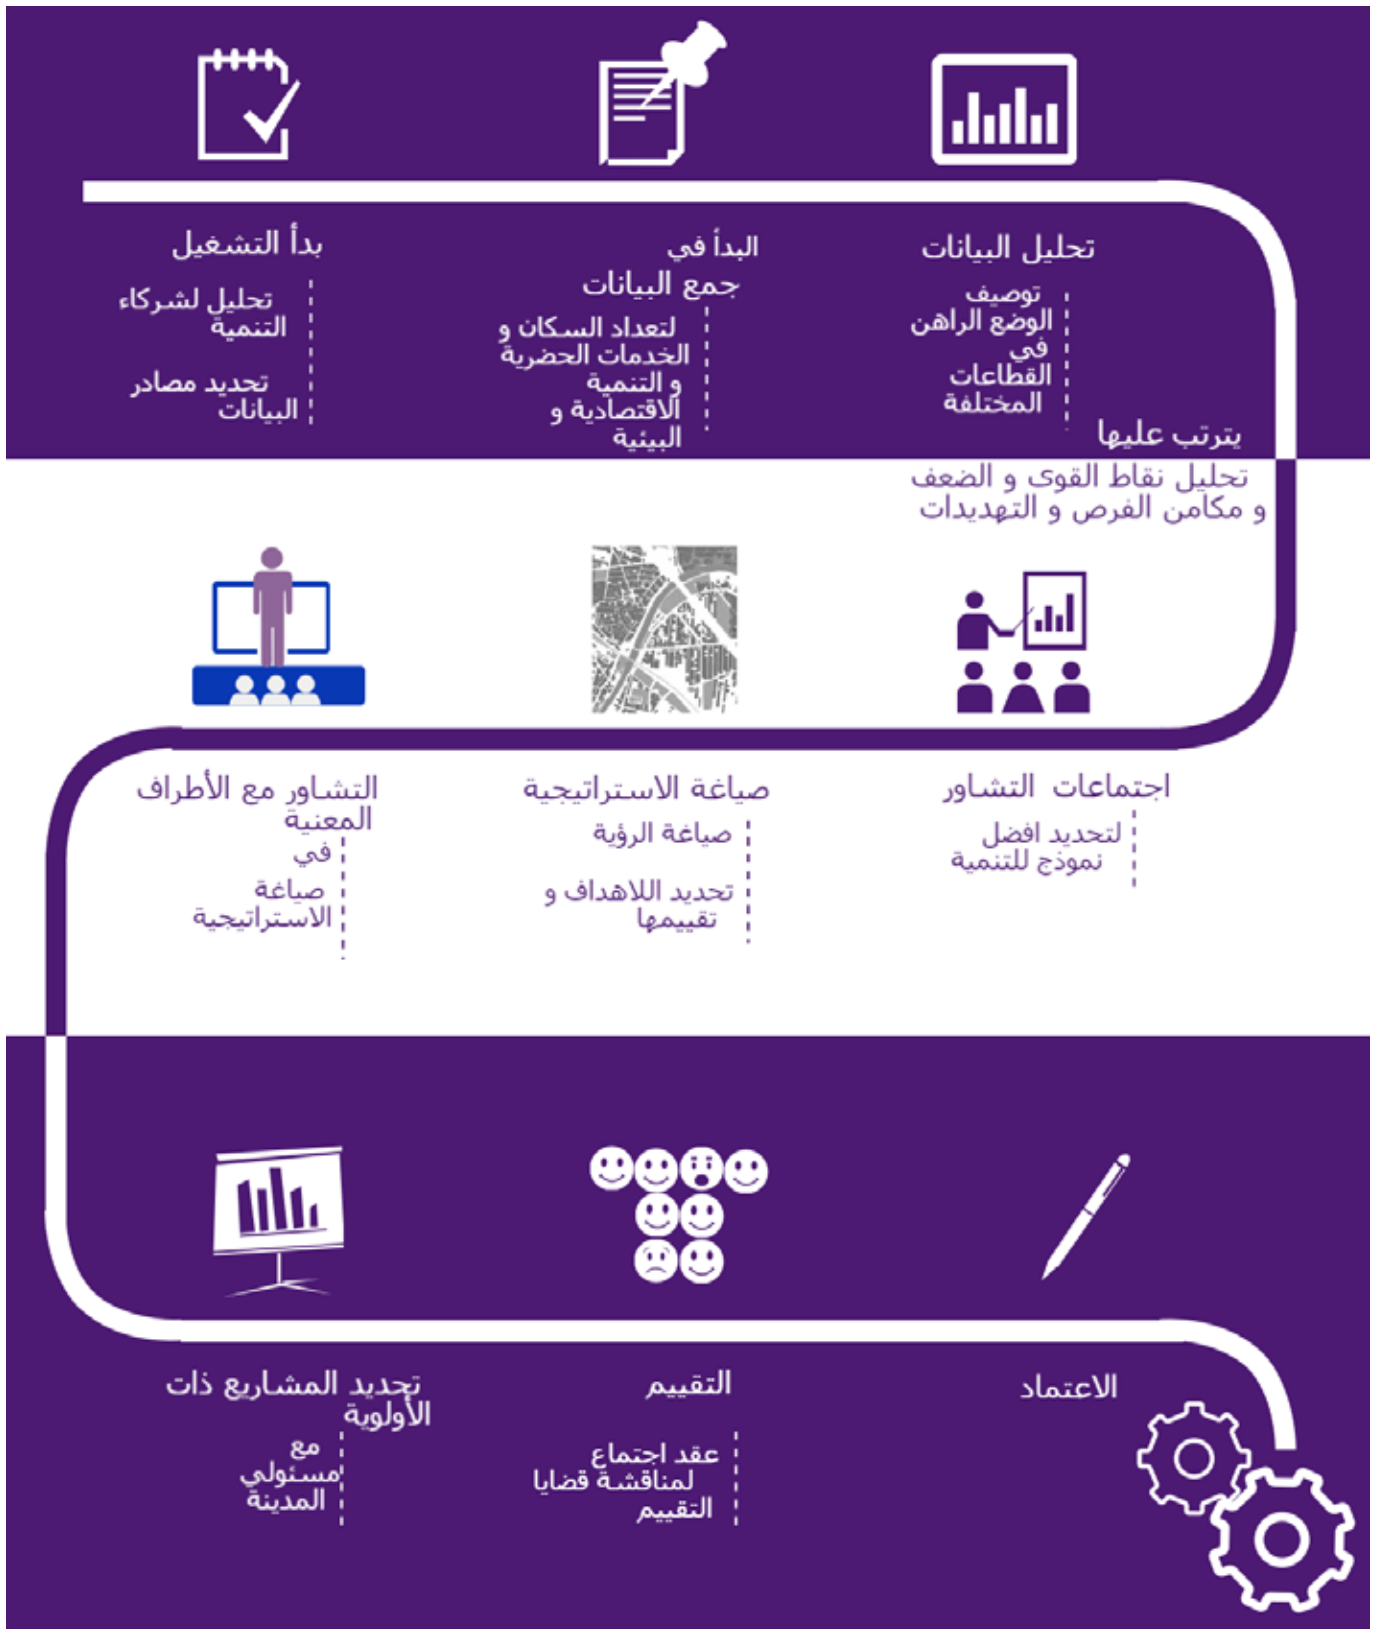 بدأ التشغيل
تحليل لشركاء
التنمية
تحديد مصادر
البيانات
البدأ في
جمع البيانات
لتعداد السكان و
الخدمات الحضرية
و التنمية
الاقتصادية و
البيئية
تحليل البيانات
توصيف
الوضع الراهن
في
القطاعات
المختلفة
يترتب عليها
تحليل نقاط القوى و الضعف
و مكامن الفرص و التهديدات
اجتماعات التشاور
لتحديد افضل
نموذج للتنمية
صياغة الاستراتيجية
صياغة الرؤية
تحديد اللاهداف و
تقييمها
التشاور مع الأطراف
المعنية
في
صياغة
الاستراتيجية
تحديد المشاريع ذات
الأولوية
مع
مسئولي
المدينة
التقييم
عقد اجتماع
لمناقشة قضايا
التقييم
الاعتماد